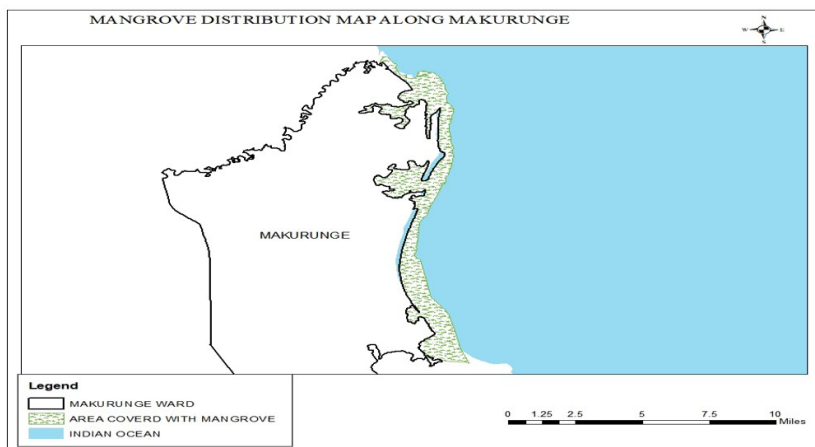 MANGROVE DISTRIBUTION MAP ALONG MAKURUNGE
N
W E
S
MAKURUNGE
Legend
MAKURUNGE WARD
AREA COVERD WITH MANGROVE
INDIAN OCEAN
0 1.25 2.5 5 7.5 10
Miles